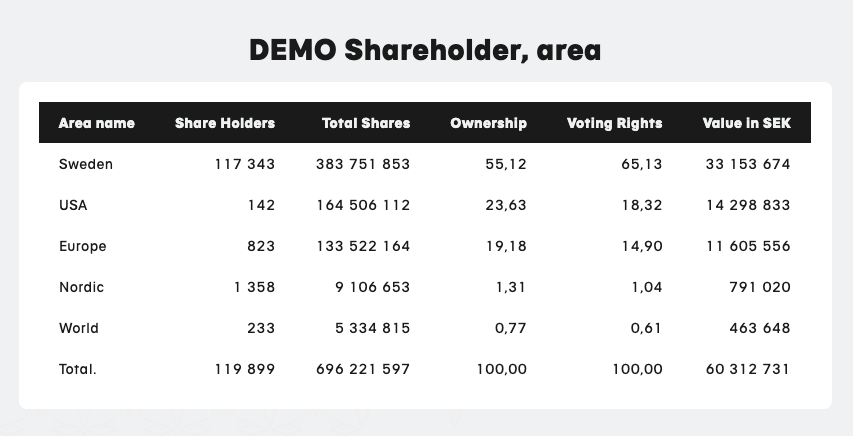 DEMO Shareholder, area
Area name Share Holders Total Shares Ownership Voting Rights Value in SEK
Sweden 117 343 383 751 853 55,12 65,13 33 153 674
USA 142 164 506 112 23,63 18,32 14 298 833
Europe 823 133 522 164 19,18 14,90 11 605 556
Nordic 1 358 9 106 653 1,31 1,04 791 020
World 233 5 334 815 0,77 0,61 463 648
Total. 119 899 696 221 597 100,00 100,00 60 312 731